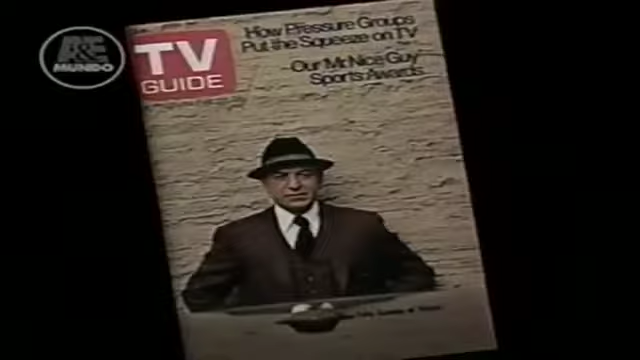 A&E
MUNDO
TV
GUIDE
How Pressure Groups
Put the Squeeze on TV
Our Mr. Nice Guy
Sports Awards